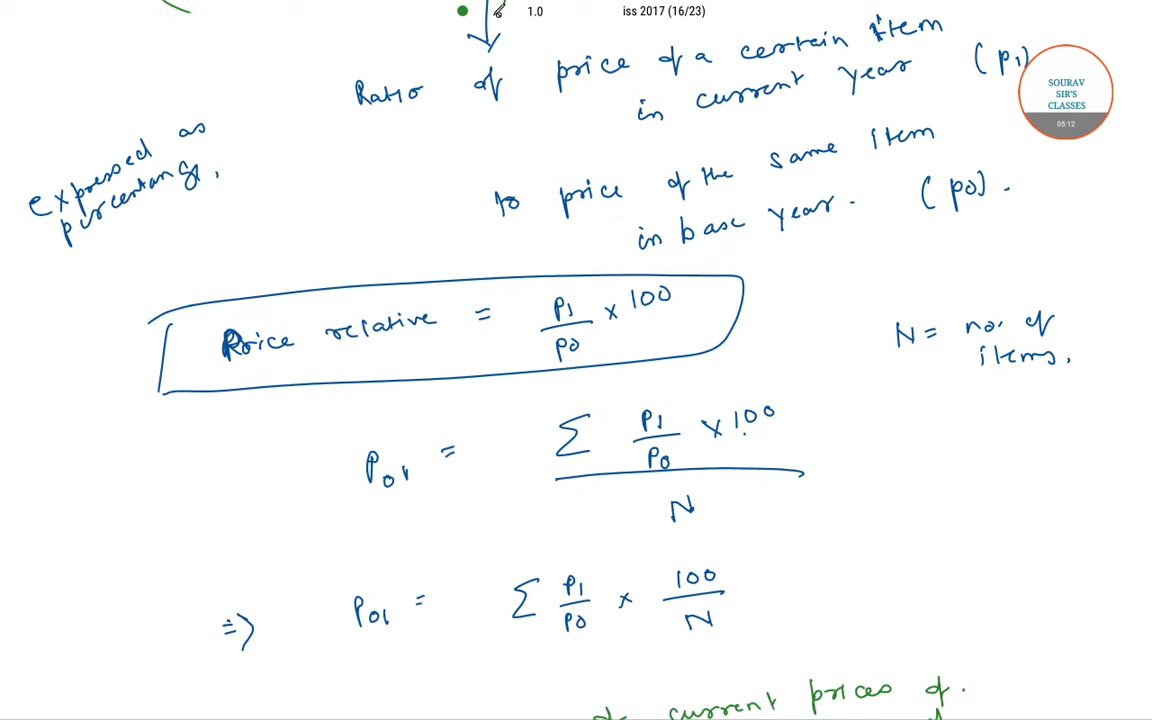 1.0 iss 2017 (16/23)
Ratio of price of a certain item
in current year (p1)
SOURAV
SIR'S
CLASSES
05:12
expressed as
percentang,
to price of the same item
in base year. (p0).
Price relative = p1/p0 × 100
N = no. of
items.
P01 = Σ p1/p0 × 100 / N
⇒ P01 = Σ p1/p0 × 100/N
current prices of.